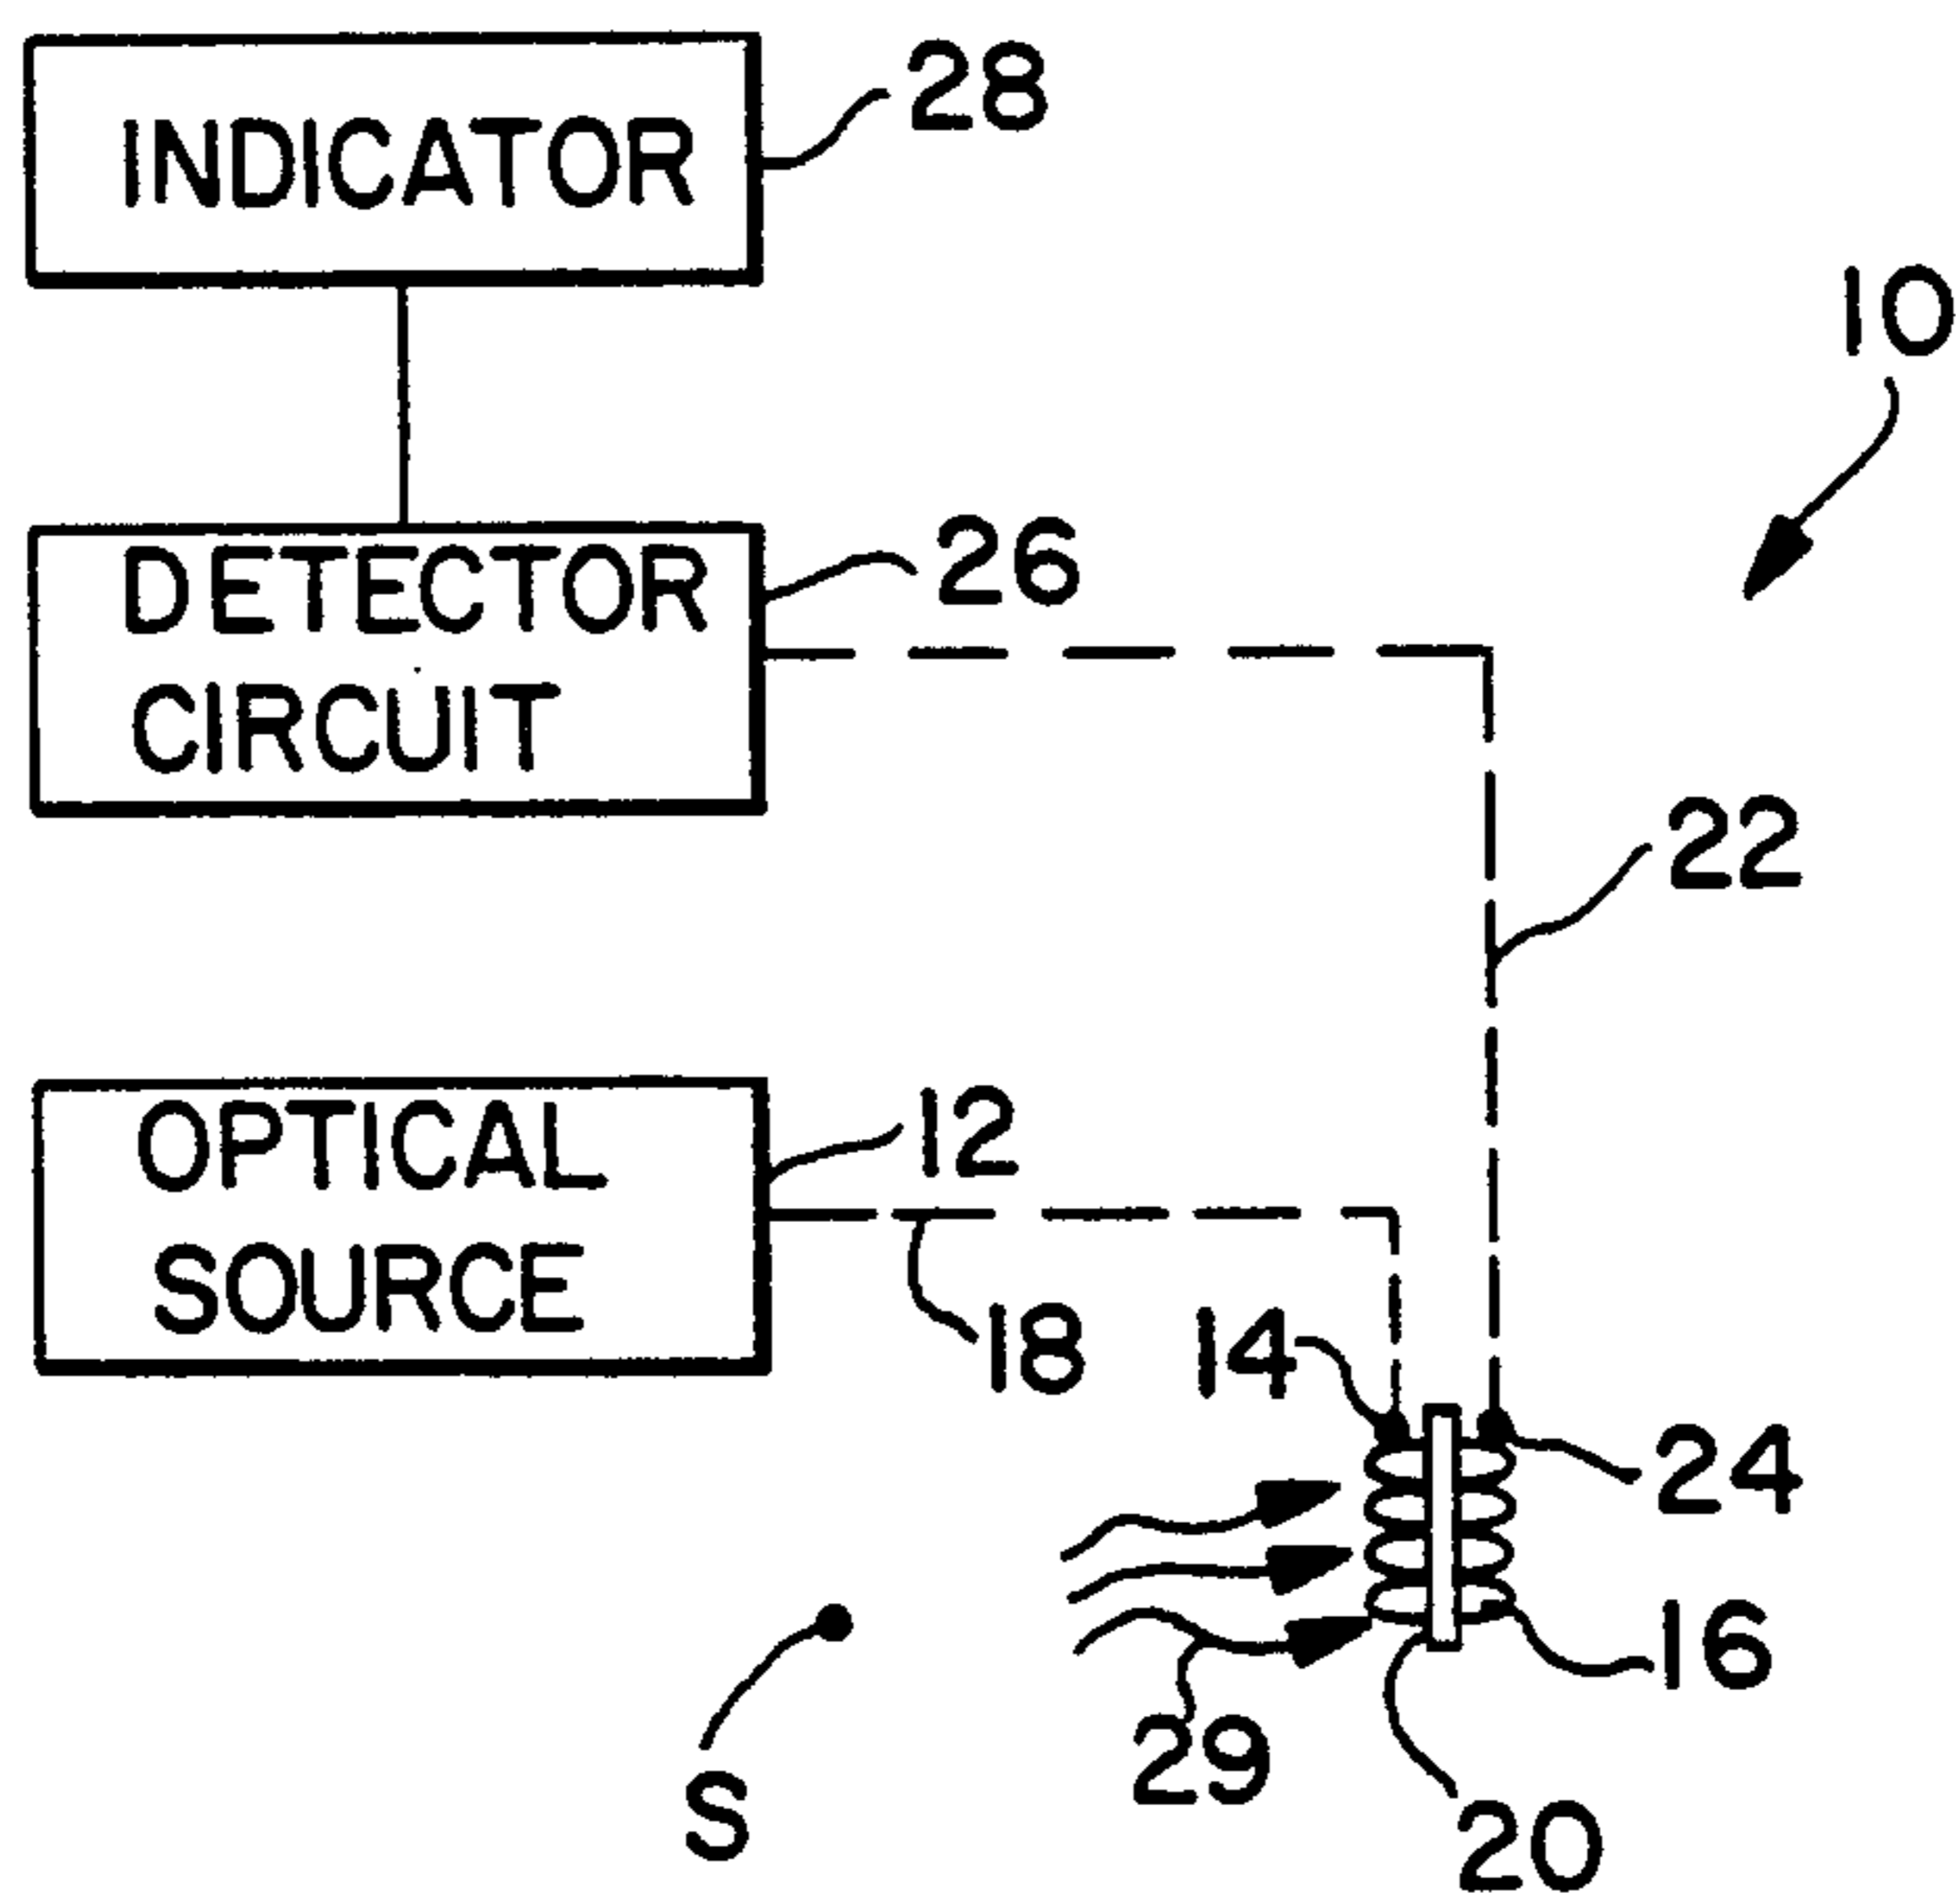 INDICATOR
28
10
DETECTOR
CIRCUIT
26
22
OPTICAL
SOURCE
12
18
14
24
16
29
S
20